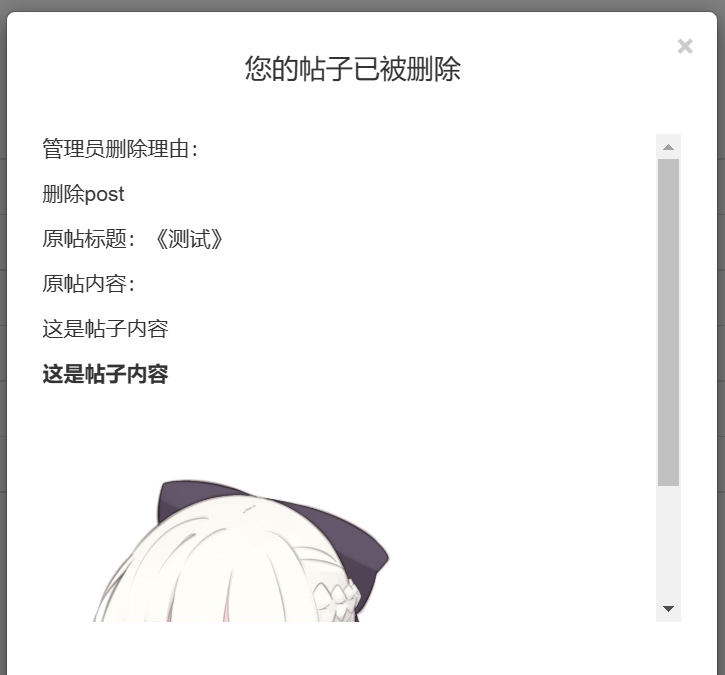 您的帖子已被删除
×
管理员删除理由：
删除post
原帖标题：《测试》
原帖内容：
这是帖子内容
这是帖子内容